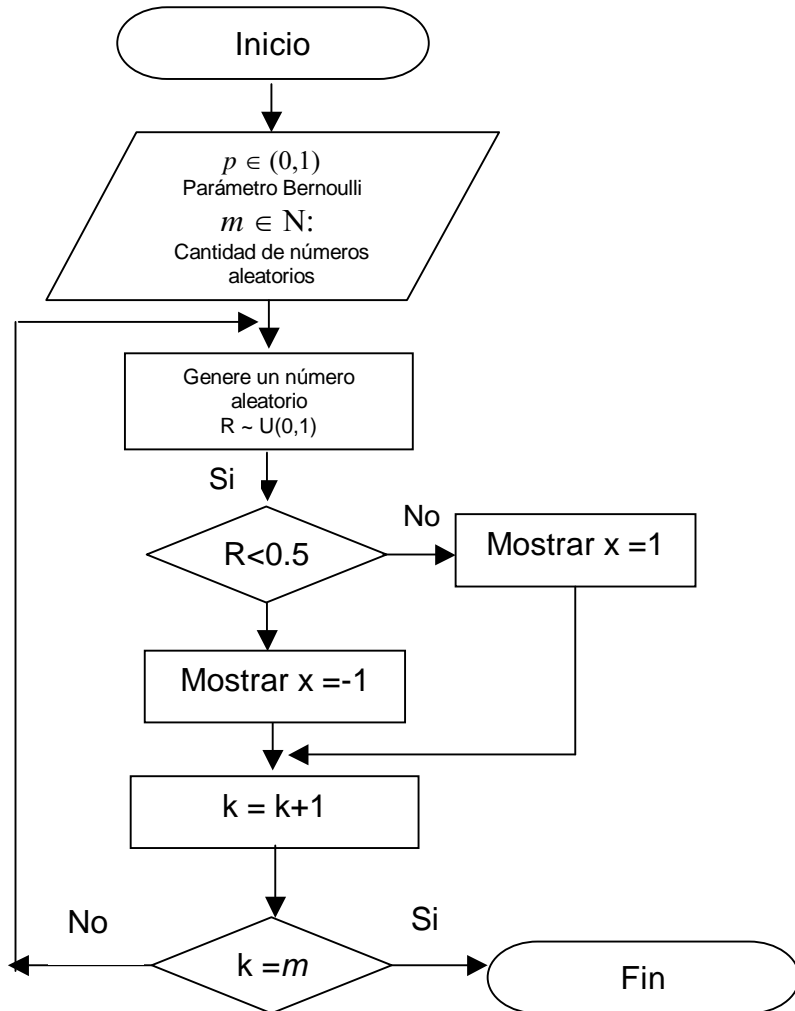 Inicio
p ∈ (0,1)
Parámetro Bernoulli
m ∈ N:
Cantidad de números
aleatorios
Genere un número
aleatorio
R ~ U(0,1)
Si
R<0.5
No
Mostrar x =1
Mostrar x =-1
k = k+1
No
k =m
Si
Fin